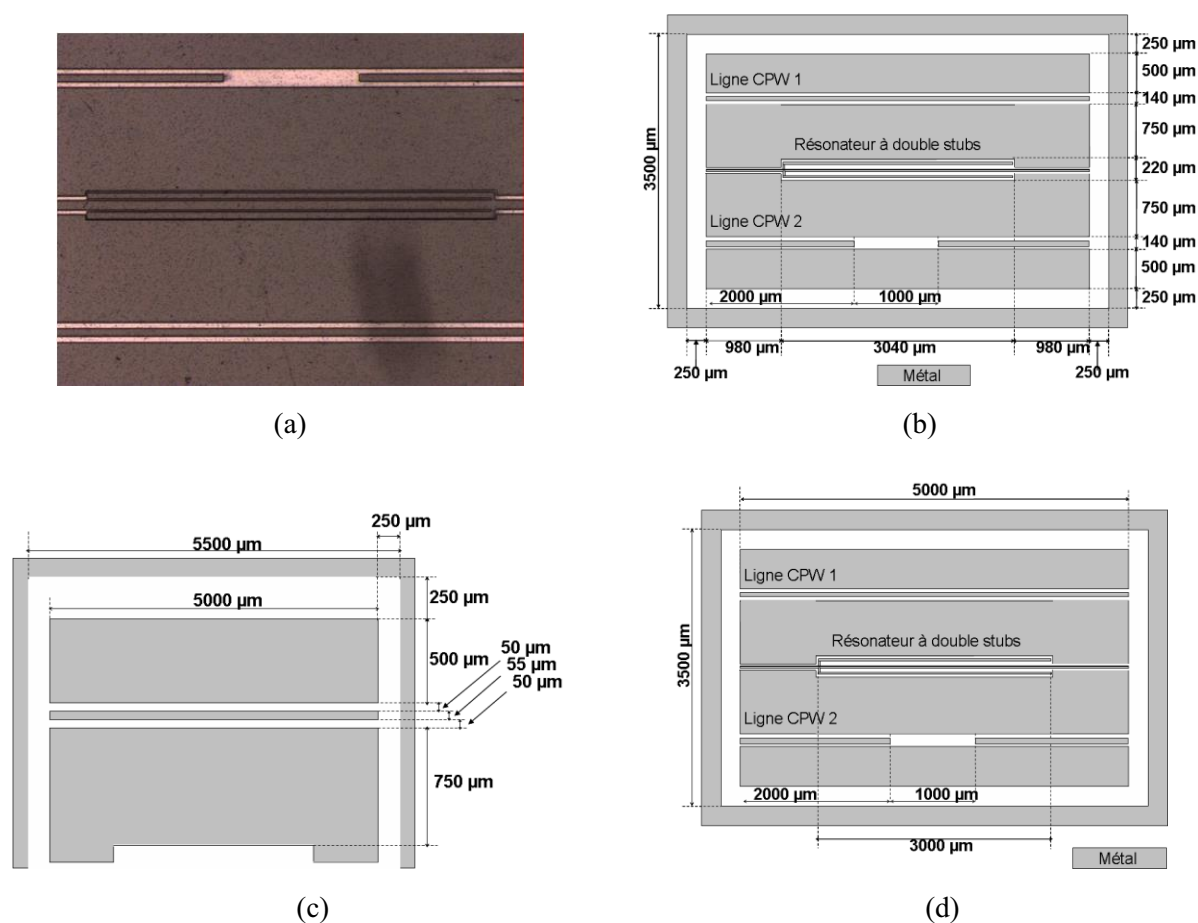 (a)
250 µm
500 µm
140 µm
750 µm
220 µm
750 µm
140 µm
500 µm
250 µm
3500 µm
Ligne CPW 1
Résonateur à double stubs
Ligne CPW 2
2000 µm
1000 µm
980 µm
3040 µm
980 µm
250 µm
250 µm
Métal
(b)
250 µm
5500 µm
5000 µm
250 µm
500 µm
50 µm
55 µm
50 µm
750 µm
(c)
5000 µm
3500 µm
Ligne CPW 1
Résonateur à double stubs
Ligne CPW 2
2000 µm
1000 µm
3000 µm
Métal
(d)